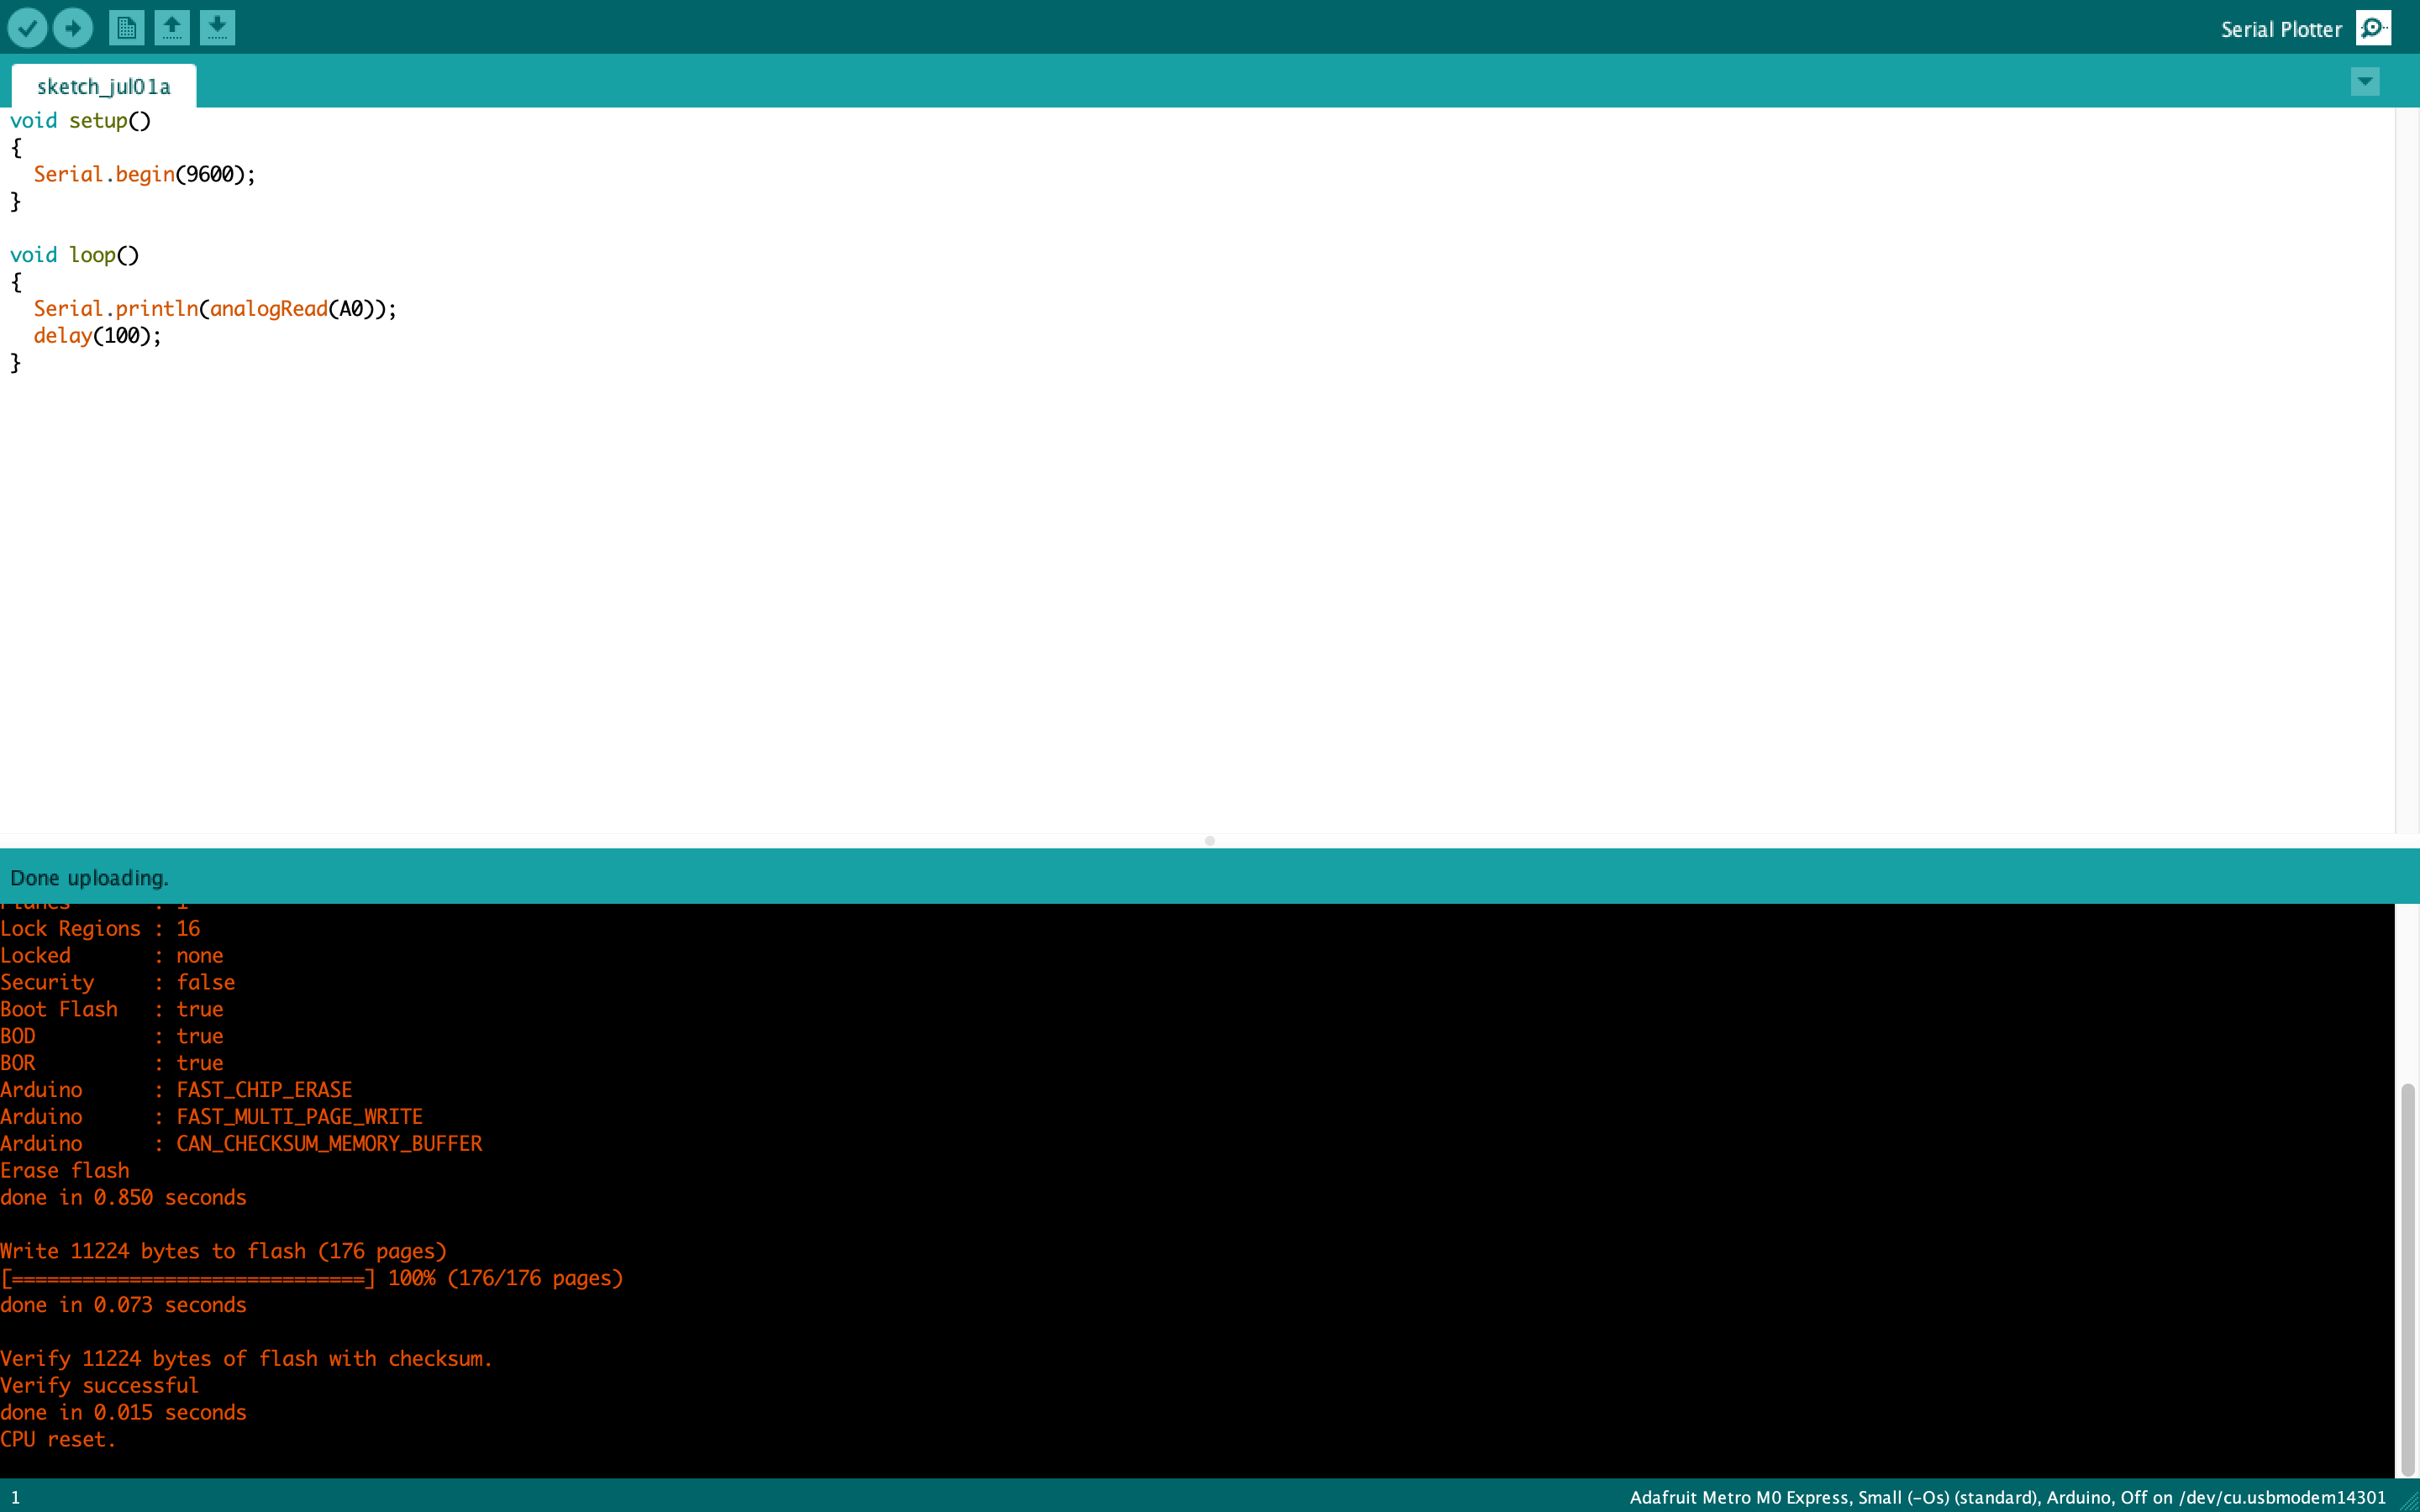 Serial Plotter
sketch_jul01a
void setup()
{
  Serial.begin(9600);
}

void loop()
{
  Serial.println(analogRead(A0));
  delay(100);
}
Done uploading.
Planes        : 1
Lock Regions : 16
Locked       : none
Security     : false
Boot Flash   : true
BOD          : true
BOR          : true
Arduino      : FAST_CHIP_ERASE
Arduino      : FAST_MULTI_PAGE_WRITE
Arduino      : CAN_CHECKSUM_MEMORY_BUFFER
Erase flash
done in 0.850 seconds

Write 11224 bytes to flash (176 pages)
[==============================] 100% (176/176 pages)
done in 0.073 seconds

Verify 11224 bytes of flash with checksum.
Verify successful
done in 0.015 seconds
CPU reset.
1
Adafruit Metro M0 Express, Small (-Os) (standard), Arduino, Off on /dev/cu.usbmodem14301